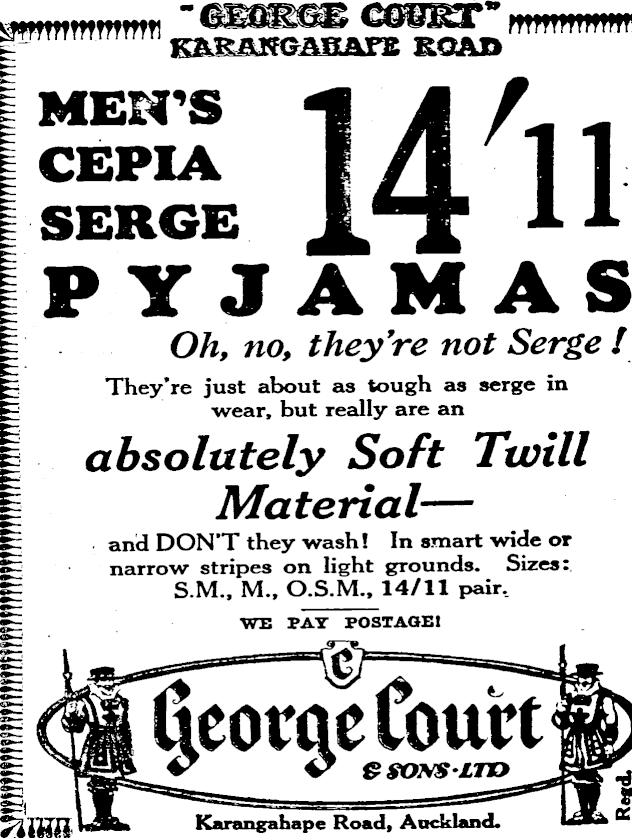 "GEORGE COURT"
KARANGAHAPE ROAD
MEN'S
CEPIA
SERGE
14'11
PYJAMAS
Oh, no, they're not Serge!
They're just about as tough as serge in
wear, but really are an
absolutely Soft Twill
Material—
and DON'T they wash! In smart wide or
narrow stripes on light grounds. Sizes:
S.M., M., O.S.M., 14/11 pair.
WE PAY POSTAGE!
C
George Court
& SONS · LTD
Regd.
Karangahape Road, Auckland.